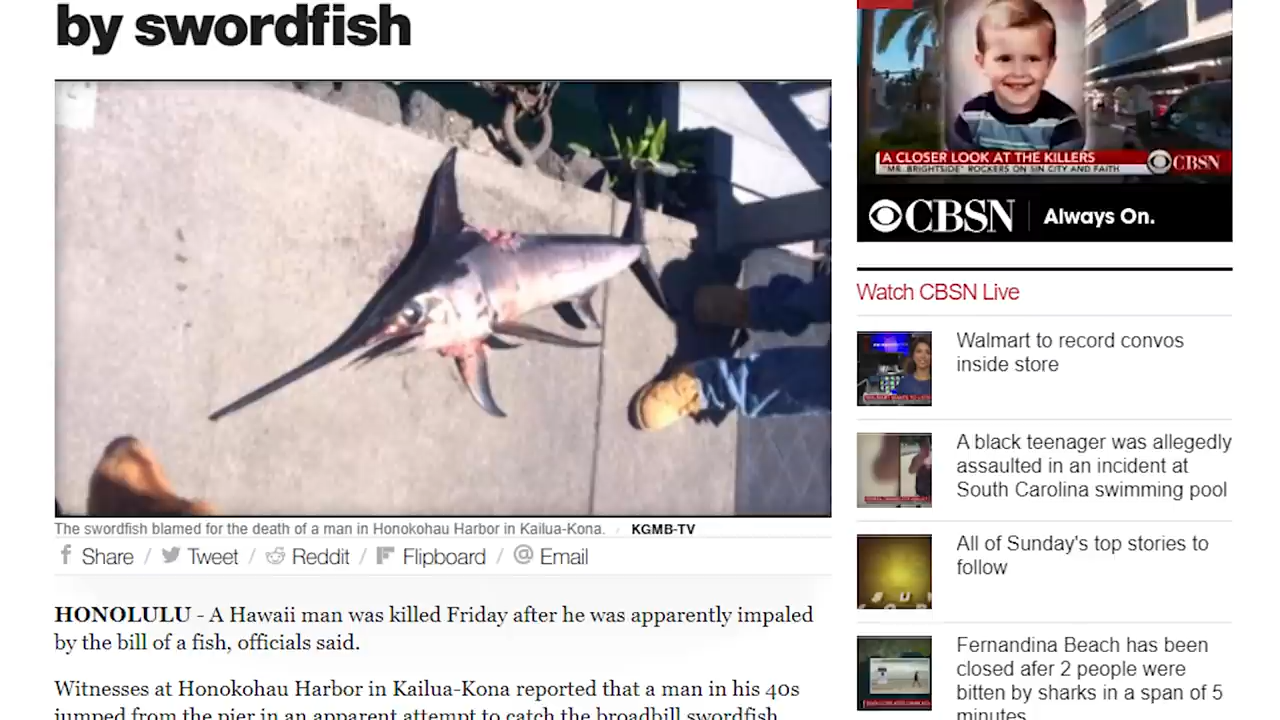 by swordfish
The swordfish blamed for the death of a man in Honokohau Harbor in Kailua-Kona. / KGMB-TV
Share / Tweet / Reddit / Flipboard / @ Email
HONOLULU - A Hawaii man was killed Friday after he was apparently impaled
by the bill of a fish, officials said.
Witnesses at Honokohau Harbor in Kailua-Kona reported that a man in his 40s
jumped from the pier in an apparent attempt to catch the broadbill swordfish
A CLOSER LOOK AT THE KILLERS
"MR. BRIGHTSIDE" ROCKERS ON SIN CITY AND FAITH
CBSN
CBSN | Always On.
Watch CBSN Live
Walmart to record convos
inside store
A black teenager was allegedly
assaulted in an incident at
South Carolina swimming pool
All of Sunday's top stories to
follow
Fernandina Beach has been
closed afer 2 people were
bitten by sharks in a span of 5
minutes